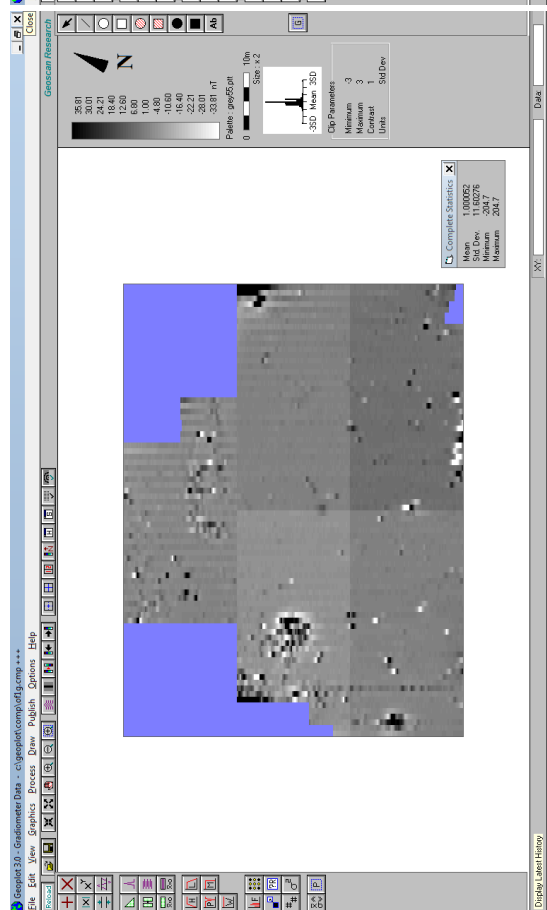 Geoplot 3.0 - Gradiometer Data - c:\geoplot\comp\of1g.cmp +++
File Edit View Graphics Process Draw Publish Options Help
Close
Reload
Geoscan Research
Ab
N
G
35.81
30.01
24.21
18.40
12.60
6.80
1.00
-4.80
-10.60
-16.40
-22.21
-28.01
-33.81 nT
Palette : grey55.plt
0 10m
Size : x 2
-3SD Mean 3SD
Clip Parameters
Minimum -3
Maximum 3
Contrast 1
Units Std Dev
Complete Statistics
Mean 1.000052
Std. Dev. 11.60276
Minimum -204.7
Maximum 204.7
Display Latest History
XY:
Data: